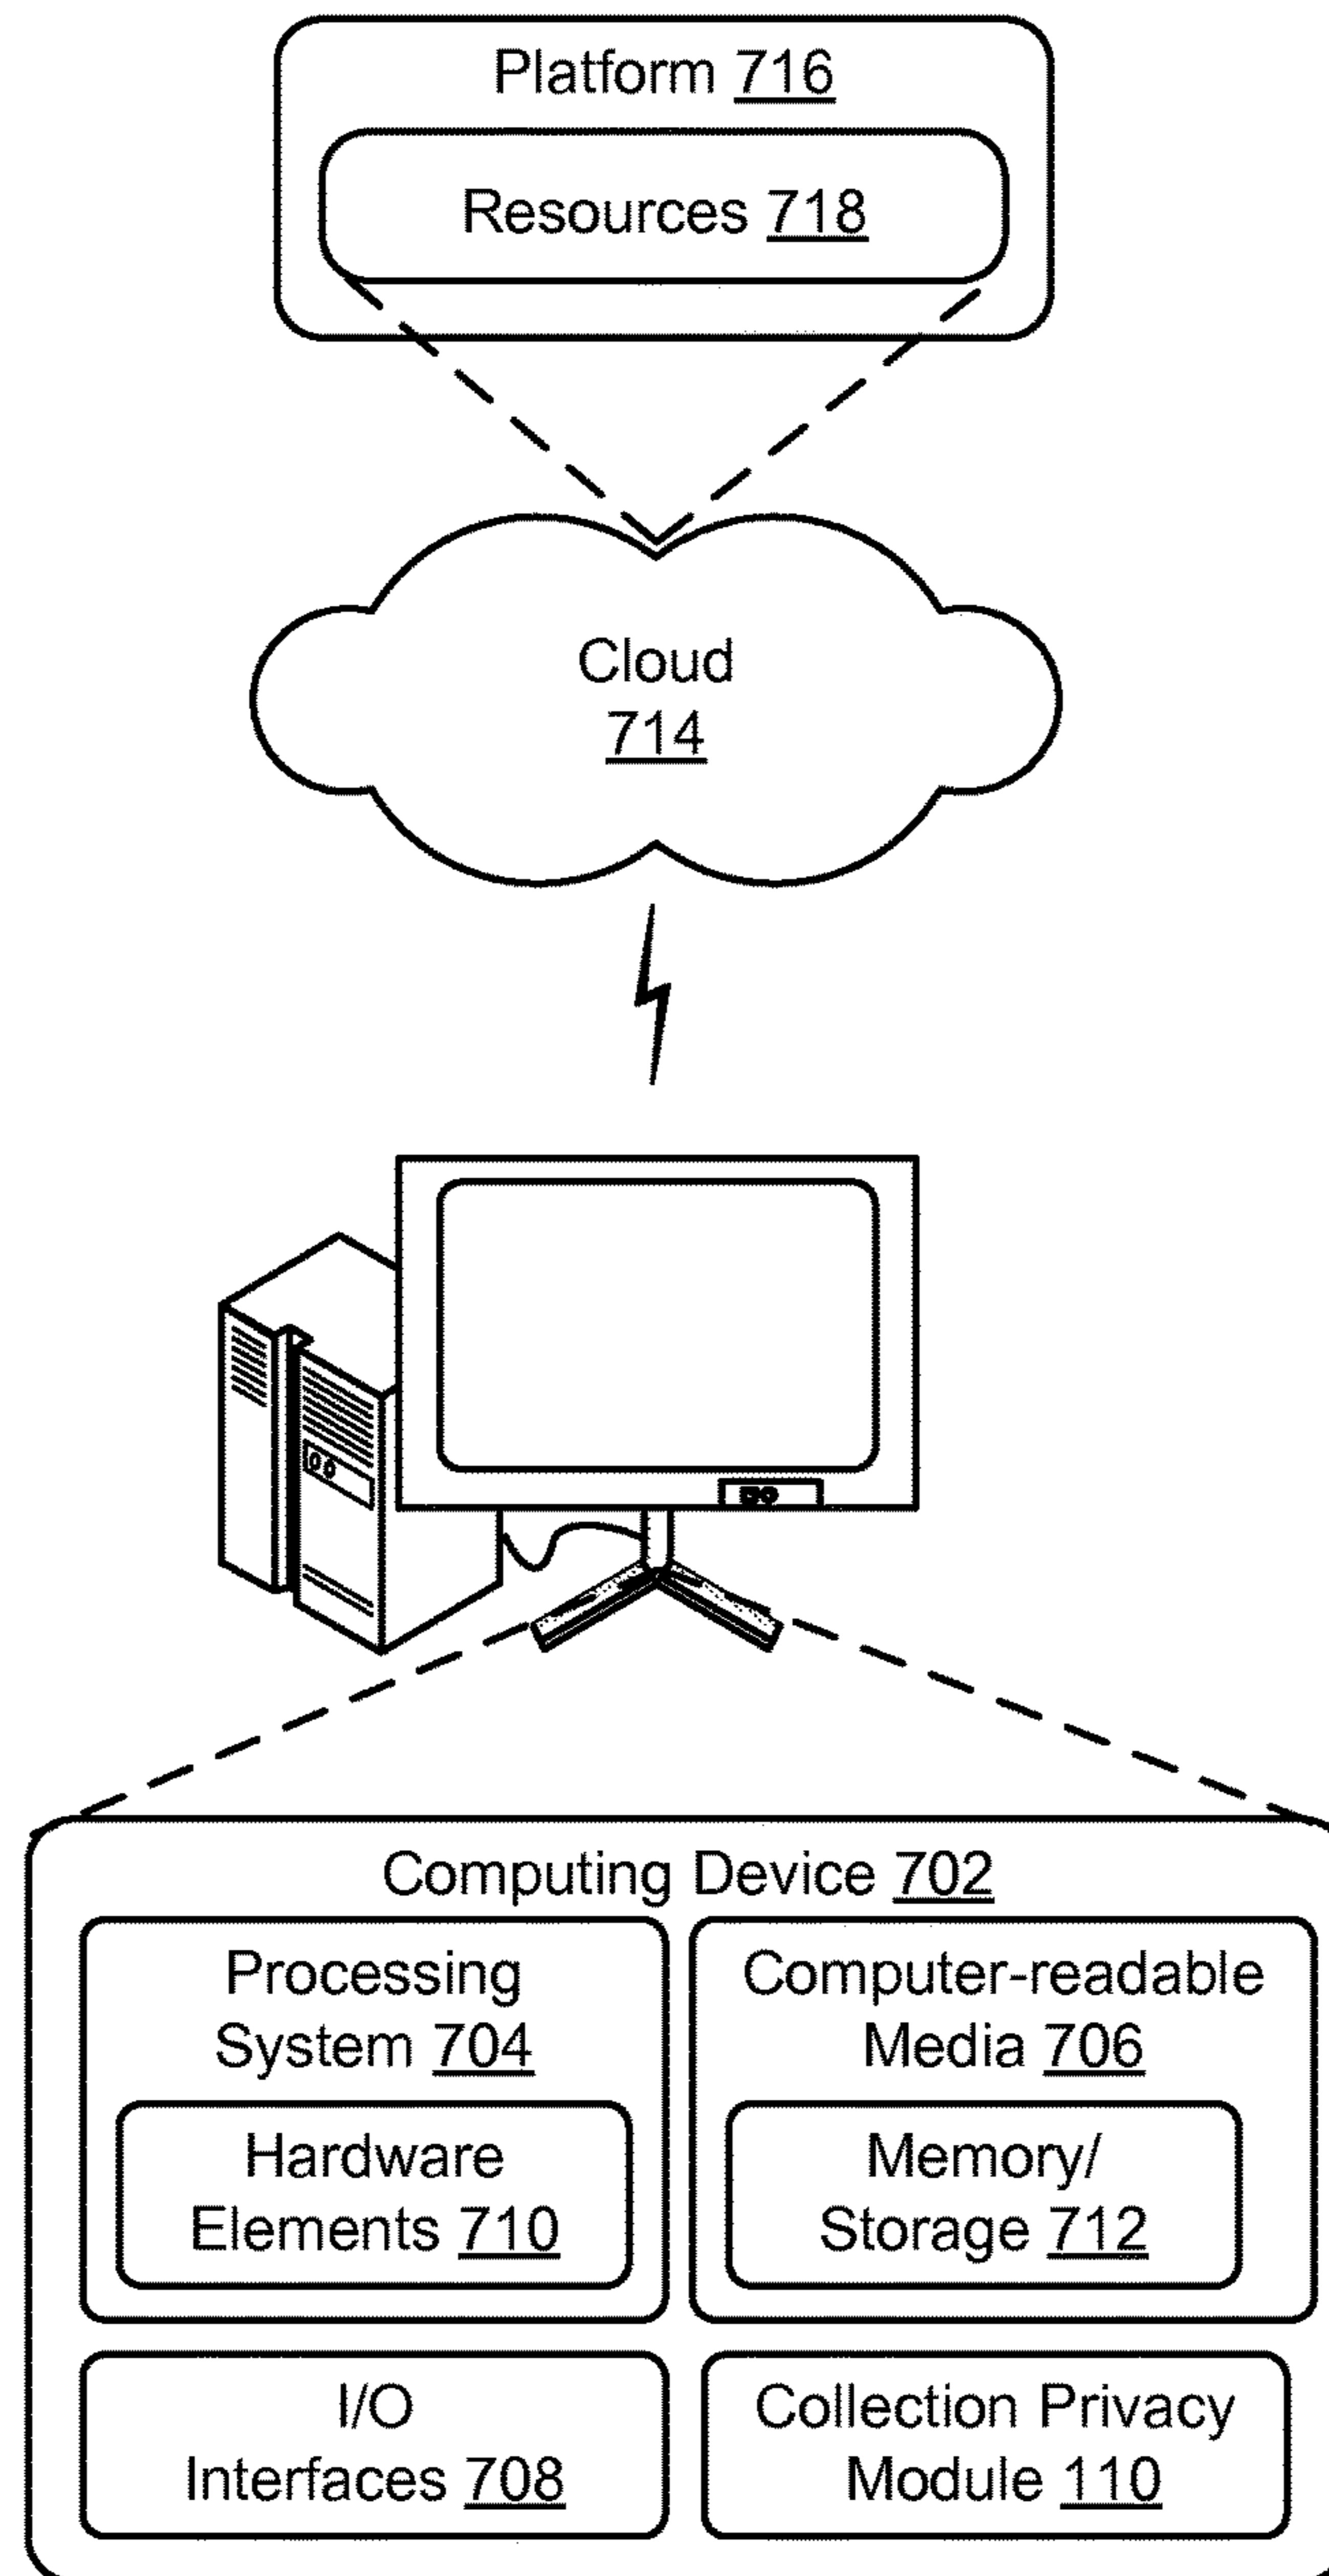 Platform 716
Resources 718
Cloud
714
Computing Device 702
Processing
System 704
Hardware
Elements 710
Computer-readable
Media 706
Memory/
Storage 712
I/O
Interfaces 708
Collection Privacy
Module 110